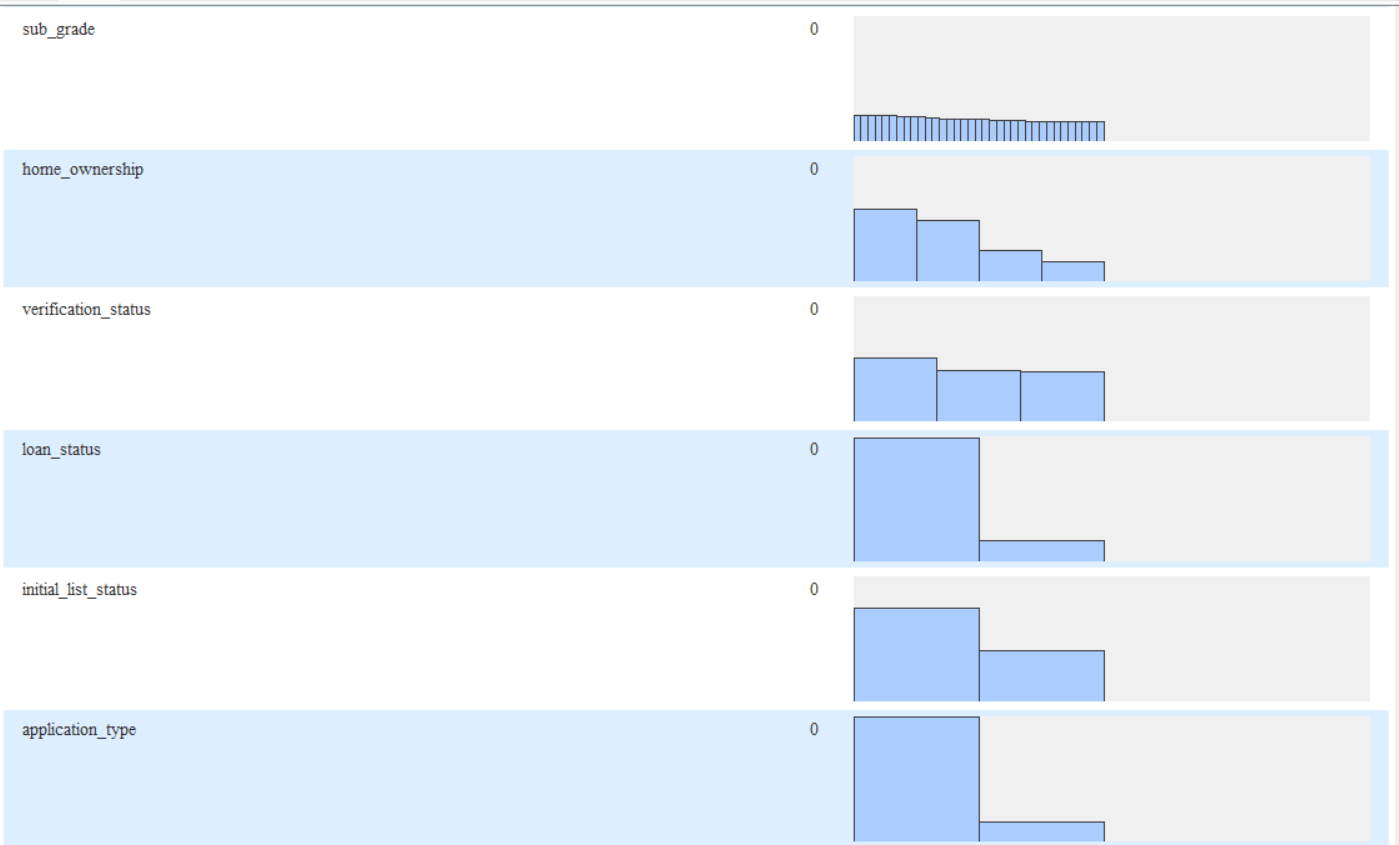 sub_grade 0
home_ownership 0
verification_status 0
loan_status 0
initial_list_status 0
application_type 0